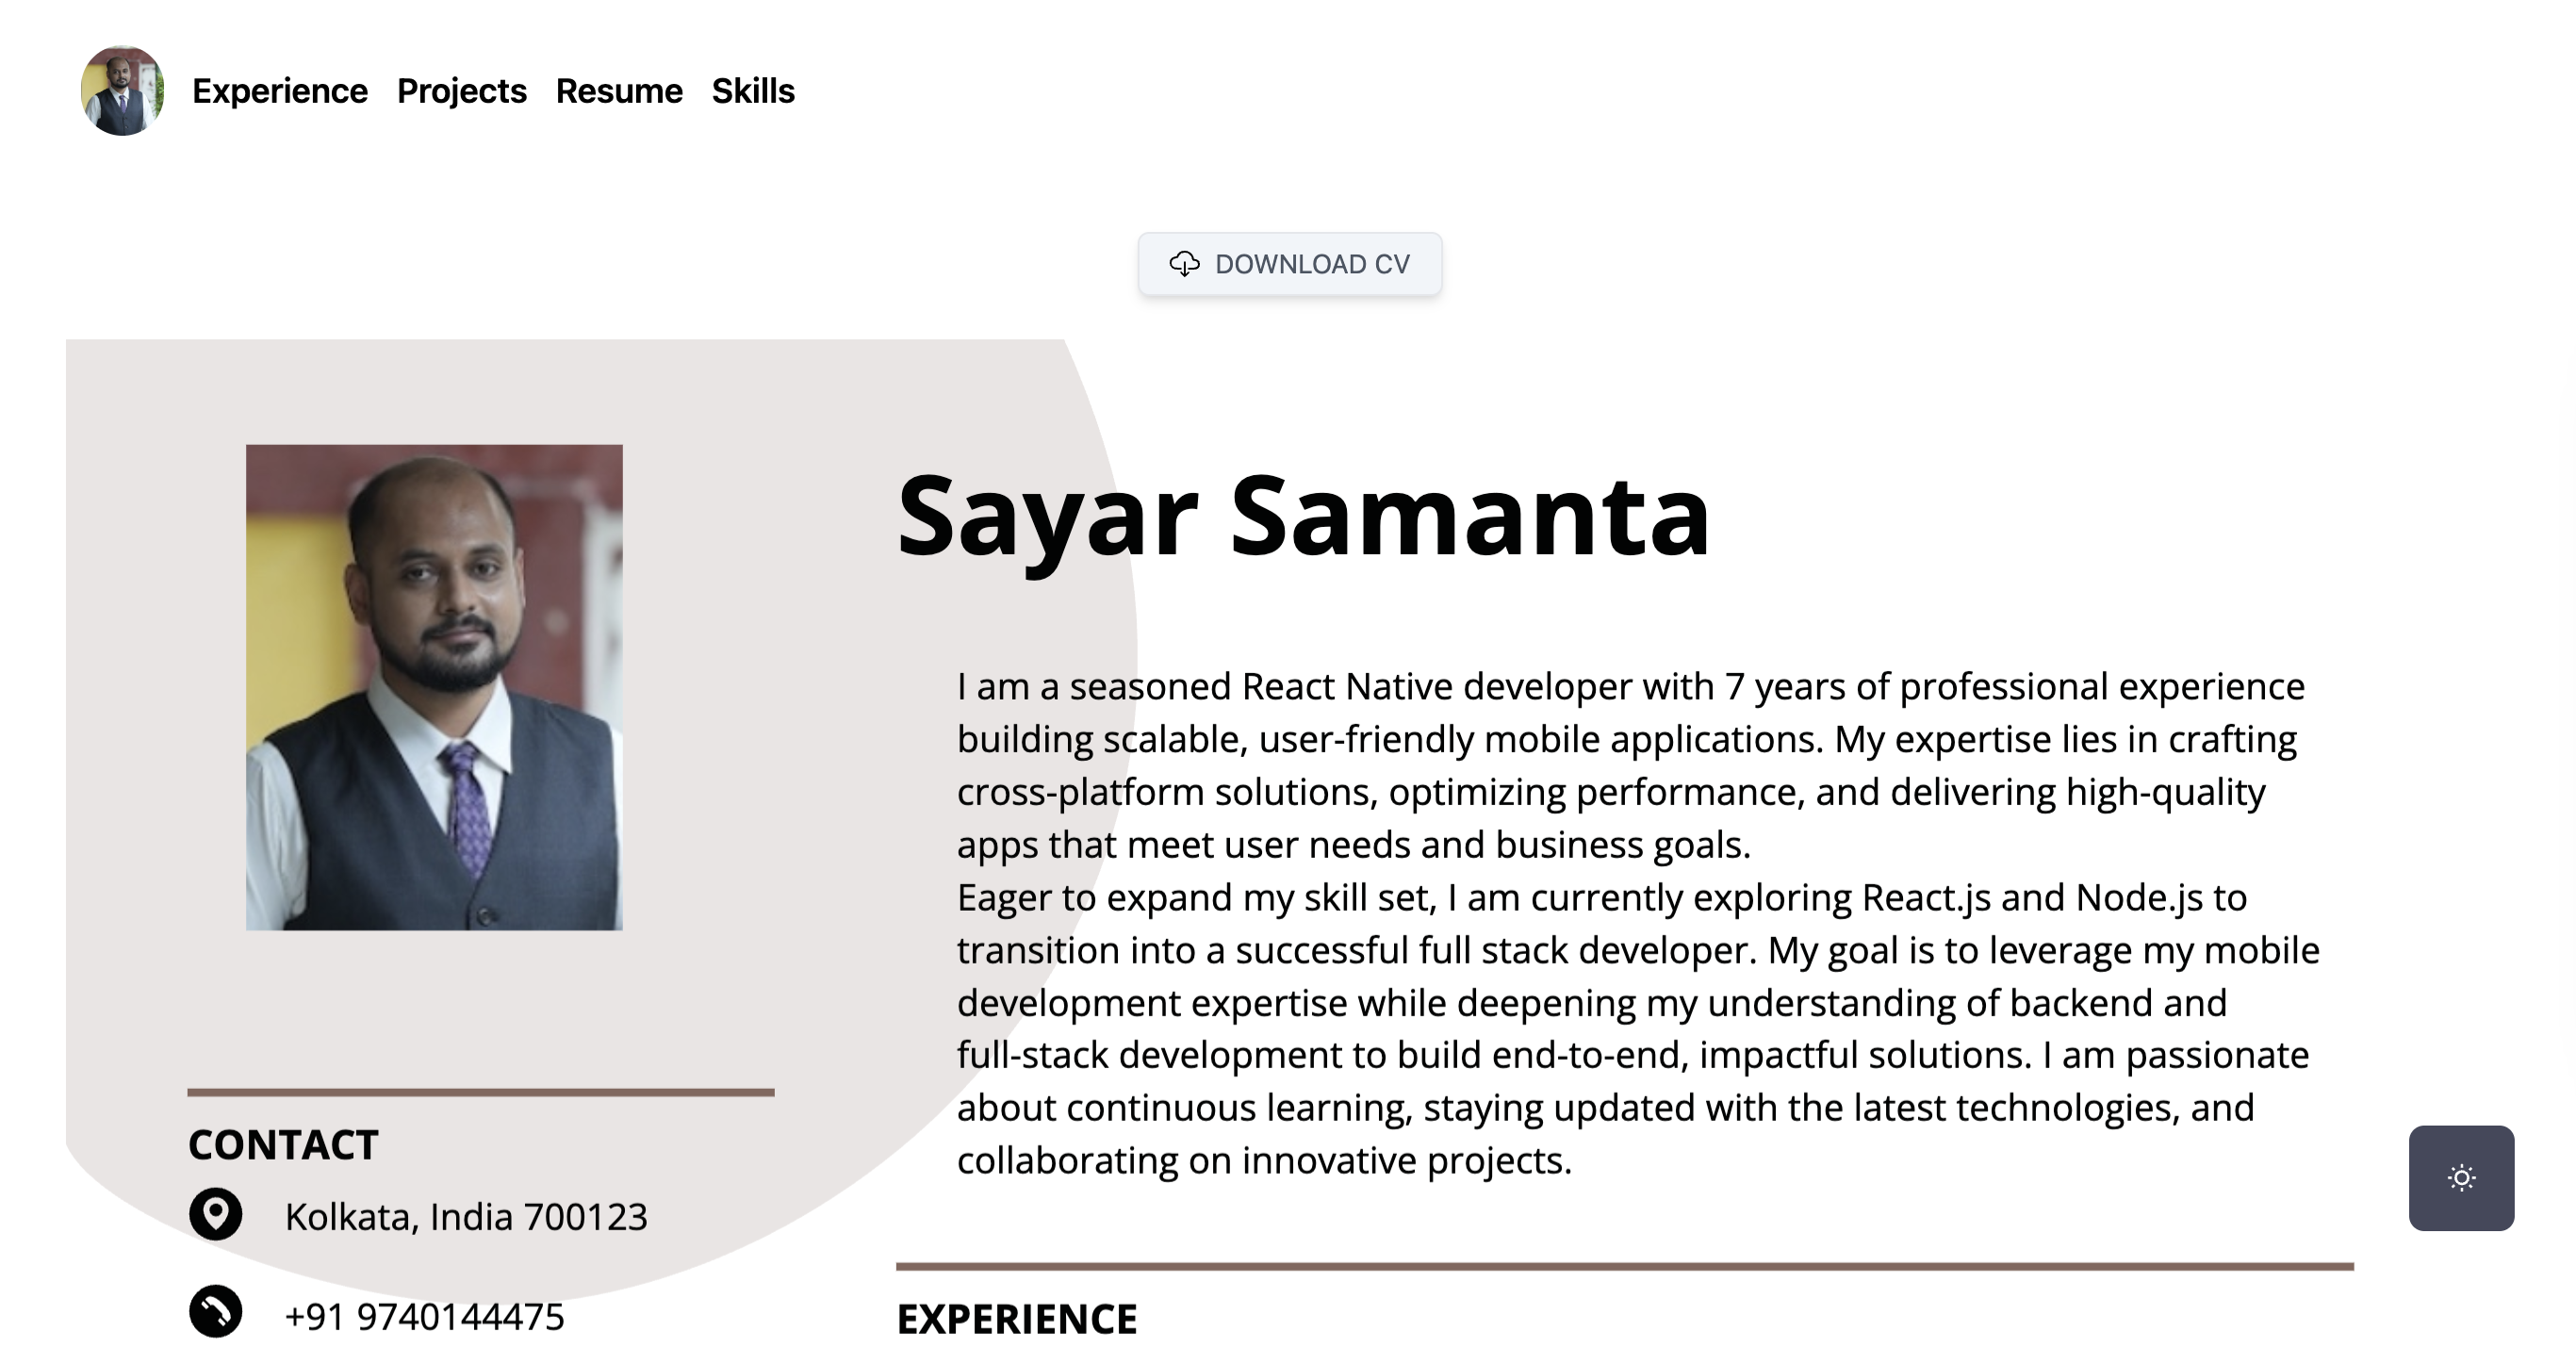 Experience Projects Resume Skills
DOWNLOAD CV
Sayar Samanta
I am a seasoned React Native developer with 7 years of professional experience
building scalable, user-friendly mobile applications. My expertise lies in crafting
cross-platform solutions, optimizing performance, and delivering high-quality
apps that meet user needs and business goals.
Eager to expand my skill set, I am currently exploring React.js and Node.js to
transition into a successful full stack developer. My goal is to leverage my mobile
development expertise while deepening my understanding of backend and
full-stack development to build end-to-end, impactful solutions. I am passionate
about continuous learning, staying updated with the latest technologies, and
collaborating on innovative projects.
CONTACT
Kolkata, India 700123
+91 9740144475
EXPERIENCE